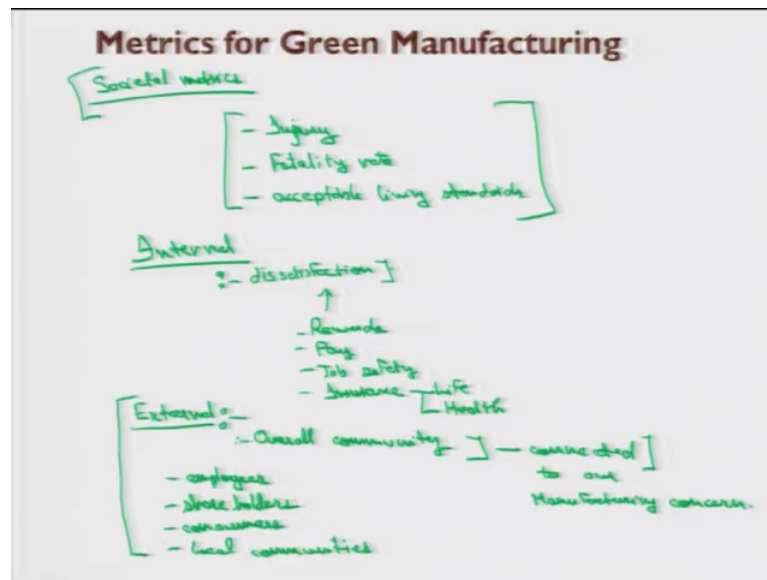 Metrics for Green Manufacturing
Societal metrics
- Injury
- Fatality rate
- acceptable living standards
Internal
:- dissatisfaction ]
↑
- Rewards
- Pay
- Job safety
- Insurance - Life
- Health
External :-
:- Overall community ] - connected ]
to our
Manufacturing concern.
- employees
- share holders
- consumers
- local communities